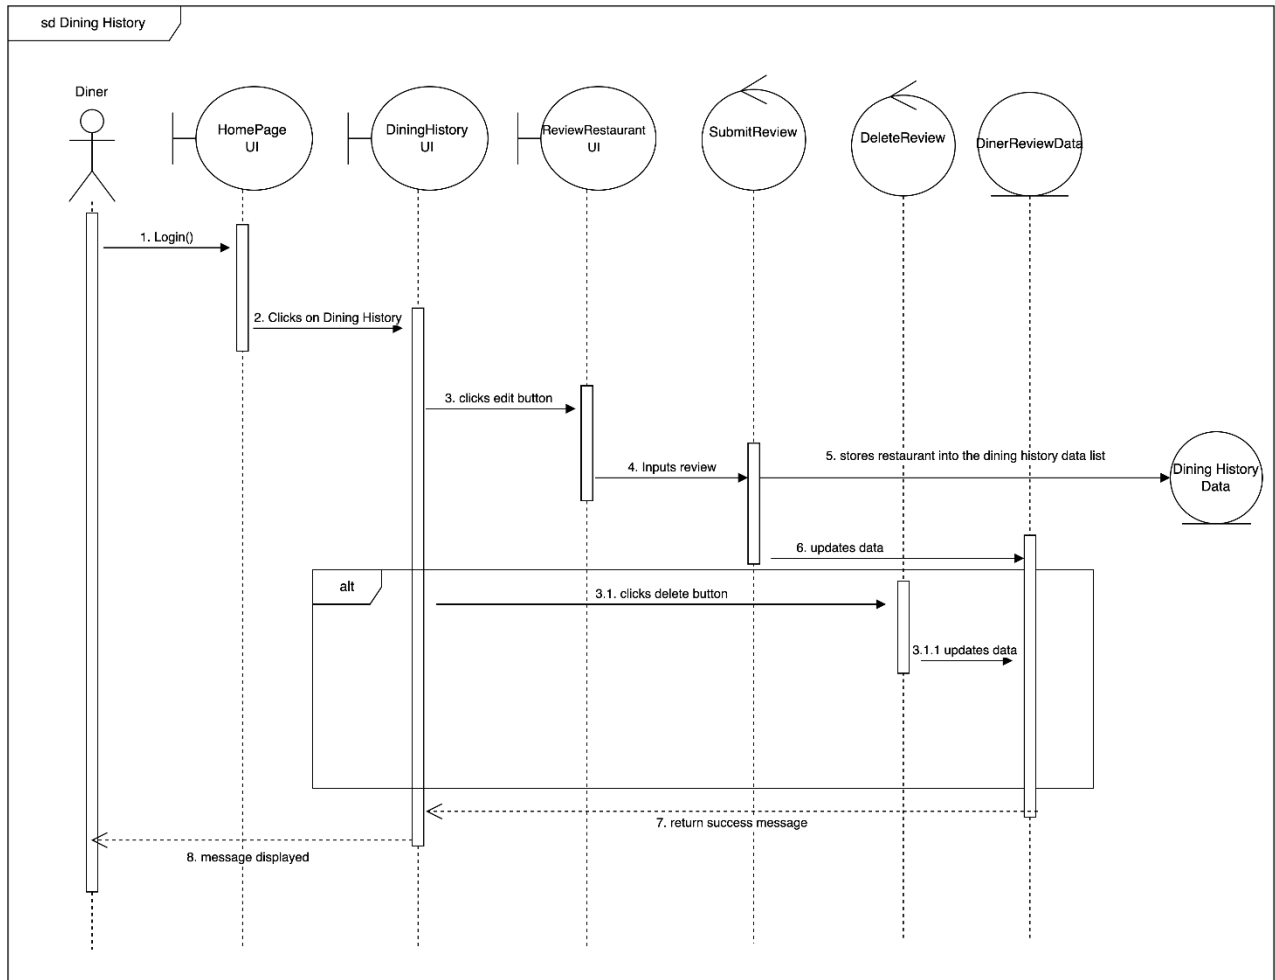 sd Dining History
Diner
HomePage
UI
DiningHistory
UI
ReviewRestaurant
UI
SubmitReview
DeleteReview
DinerReviewData
1. Login()
2. Clicks on Dining History
3. clicks edit button
4. Inputs review
5. stores restaurant into the dining history data list
Dining History
Data
6. updates data
alt
3.1. clicks delete button
3.1.1 updates data
7. return success message
8. message displayed